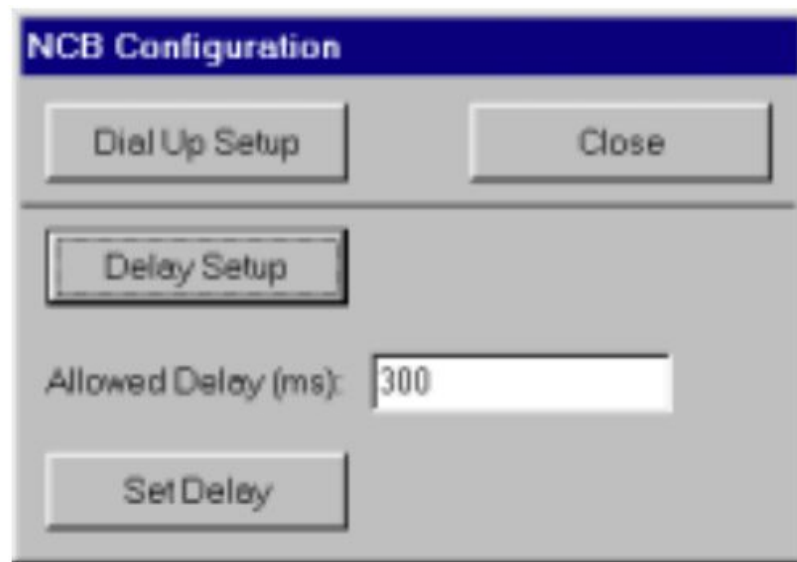 NCB Configuration
Dial Up Setup Close
Delay Setup
Allowed Delay (ms): 300
Set Delay